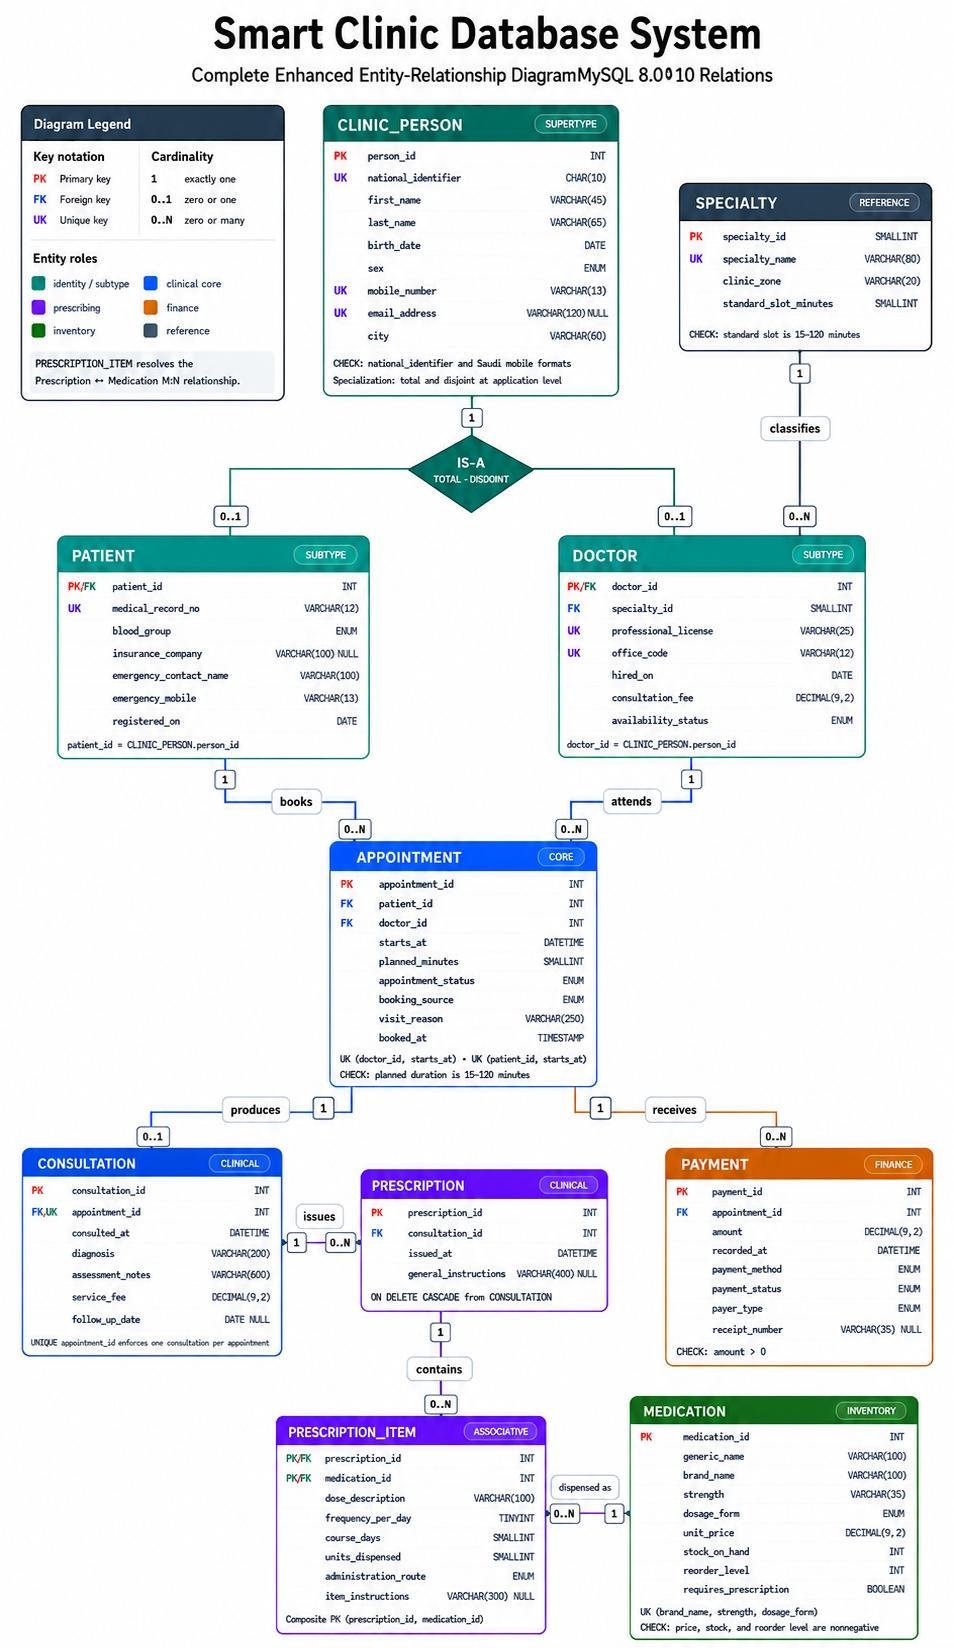 Smart Clinic Database System
Complete Enhanced Entity-Relationship DiagramMySQL 8.0 10 Relations
Diagram Legend
Key notation
PK Primary key
FK Foreign key
UK Unique key
Cardinality
1 exactly one
0..1 zero or one
0..N zero or many
Entity roles
identity / subtype
clinical core
prescribing
finance
inventory
reference
PRESCRIPTION_ITEM resolves the
Prescription ↔ Medication M:N relationship.
CLINIC_PERSON SUPERTYPE
PK person_id INT
UK national_identifier CHAR(10)
first_name VARCHAR(45)
last_name VARCHAR(65)
birth_date DATE
sex ENUM
UK mobile_number VARCHAR(13)
UK email_address VARCHAR(120) NULL
city VARCHAR(60)
CHECK: national_identifier and Saudi mobile formats
Specialization: total and disjoint at application level
SPECIALTY REFERENCE
PK specialty_id SMALLINT
UK specialty_name VARCHAR(80)
clinic_zone VARCHAR(20)
standard_slot_minutes SMALLINT
CHECK: standard slot is 15–120 minutes
1
classifies
0..N
1
IS-A
TOTAL - DISDOINT
0..1
0..1
PATIENT SUBTYPE
PK/FK patient_id INT
UK medical_record_no VARCHAR(12)
blood_group ENUM
insurance_company VARCHAR(100) NULL
emergency_contact_name VARCHAR(100)
emergency_mobile VARCHAR(13)
registered_on DATE
patient_id = CLINIC_PERSON.person_id
DOCTOR SUBTYPE
PK/FK doctor_id INT
FK specialty_id SMALLINT
UK professional_license VARCHAR(25)
UK office_code VARCHAR(12)
hired_on DATE
consultation_fee DECIMAL(9,2)
availability_status ENUM
doctor_id = CLINIC_PERSON.person_id
1
books
0..N
1
attends
0..N
APPOINTMENT CORE
PK appointment_id INT
FK patient_id INT
FK doctor_id INT
starts_at DATETIME
planned_minutes SMALLINT
appointment_status ENUM
booking_source ENUM
visit_reason VARCHAR(250)
booked_at TIMESTAMP
UK (doctor_id, starts_at) • UK (patient_id, starts_at)
CHECK: planned duration is 15–120 minutes
produces
1
0..1
1
receives
0..N
CONSULTATION CLINICAL
PK consultation_id INT
FK,UK appointment_id INT
consulted_at DATETIME
diagnosis VARCHAR(200)
assessment_notes VARCHAR(600)
service_fee DECIMAL(9,2)
follow_up_date DATE NULL
UNIQUE appointment_id enforces one consultation per appointment
issues
1
0..N
PRESCRIPTION CLINICAL
PK prescription_id INT
FK consultation_id INT
issued_at DATETIME
general_instructions VARCHAR(400) NULL
ON DELETE CASCADE from CONSULTATION
PAYMENT FINANCE
PK payment_id INT
FK appointment_id INT
amount DECIMAL(9,2)
recorded_at DATETIME
payment_method ENUM
payment_status ENUM
payer_type ENUM
receipt_number VARCHAR(35) NULL
CHECK: amount > 0
1
contains
0..N
PRESCRIPTION_ITEM ASSOCIATIVE
PK/FK prescription_id INT
PK/FK medication_id INT
dose_description VARCHAR(100)
frequency_per_day TINYINT
course_days SMALLINT
units_dispensed SMALLINT
administration_route ENUM
item_instructions VARCHAR(300) NULL
Composite PK (prescription_id, medication_id)
dispensed as
0..N
1
MEDICATION INVENTORY
PK medication_id INT
generic_name VARCHAR(100)
brand_name VARCHAR(100)
strength VARCHAR(35)
dosage_form ENUM
unit_price DECIMAL(9,2)
stock_on_hand INT
reorder_level INT
requires_prescription BOOLEAN
UK (brand_name, strength, dosage_form)
CHECK: price, stock, and roorder level are nonnegative